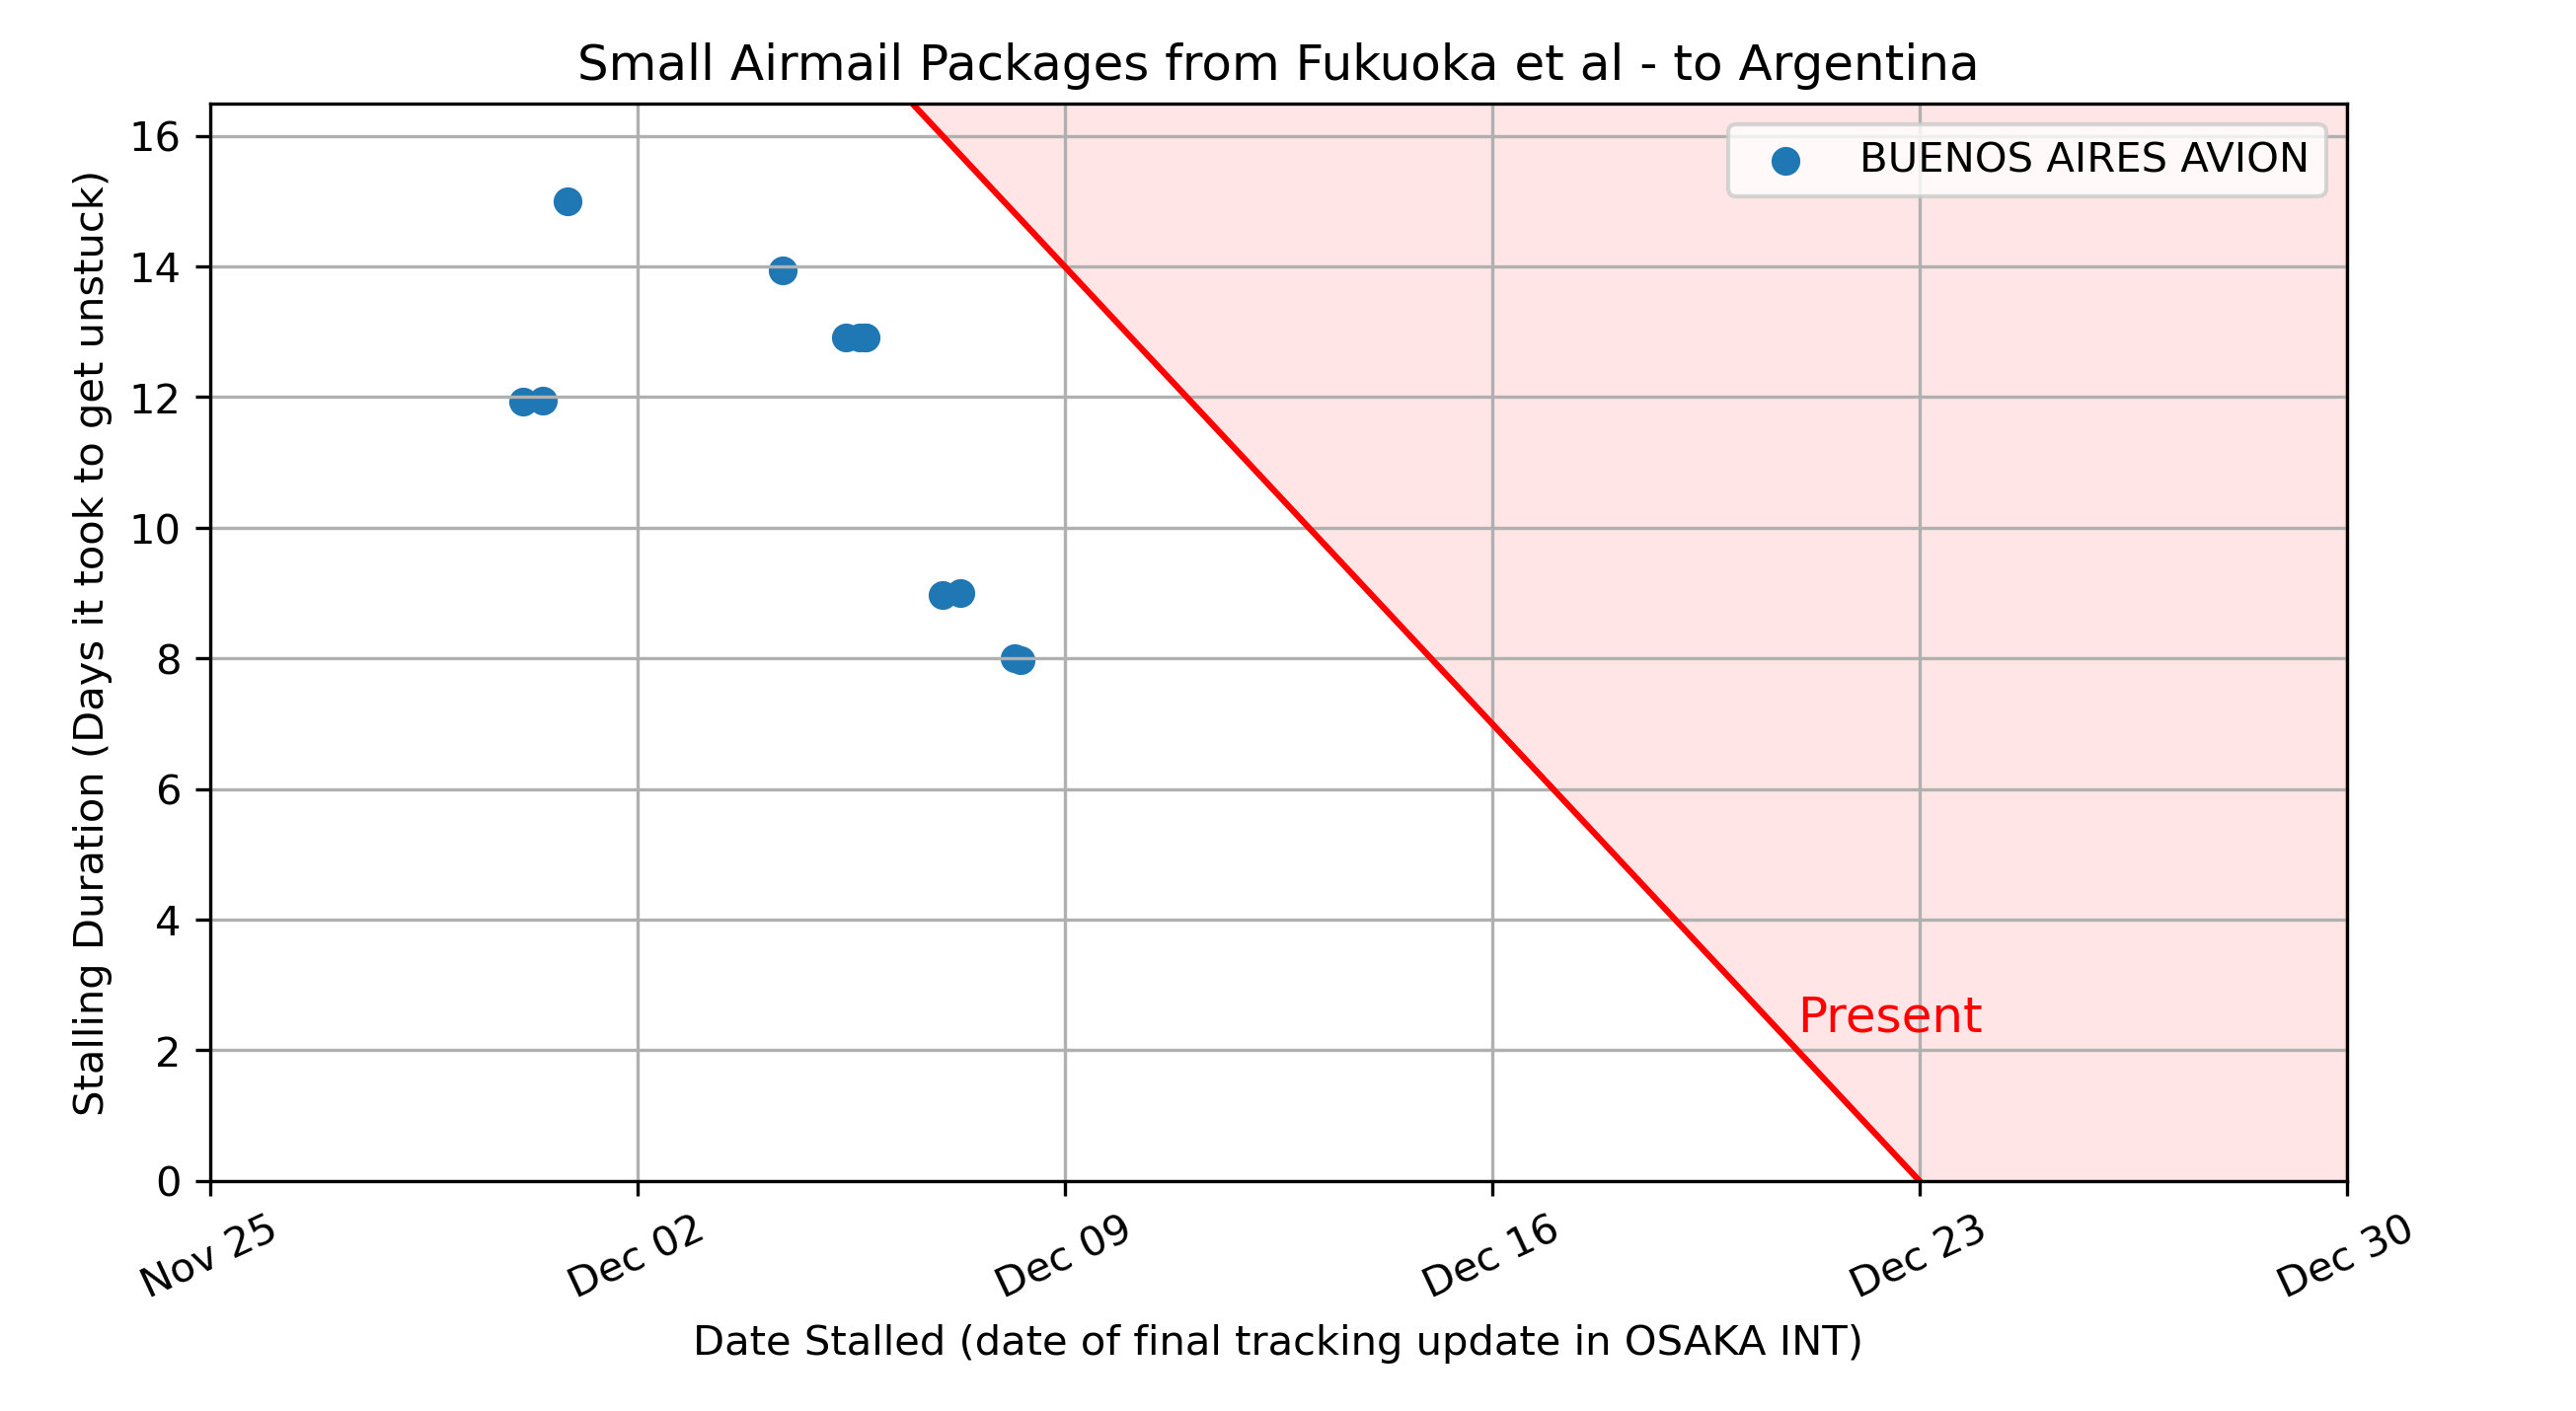 Small Airmail Packages from Fukuoka et al - to Argentina
Stalling Duration (Days it took to get unstuck)
16
14
12
10
8
6
4
2
0
BUENOS AIRES AVION
Present
Nov 25
Dec 02
Dec 09
Dec 16
Dec 23
Dec 30
Date Stalled (date of final tracking update in OSAKA INT)